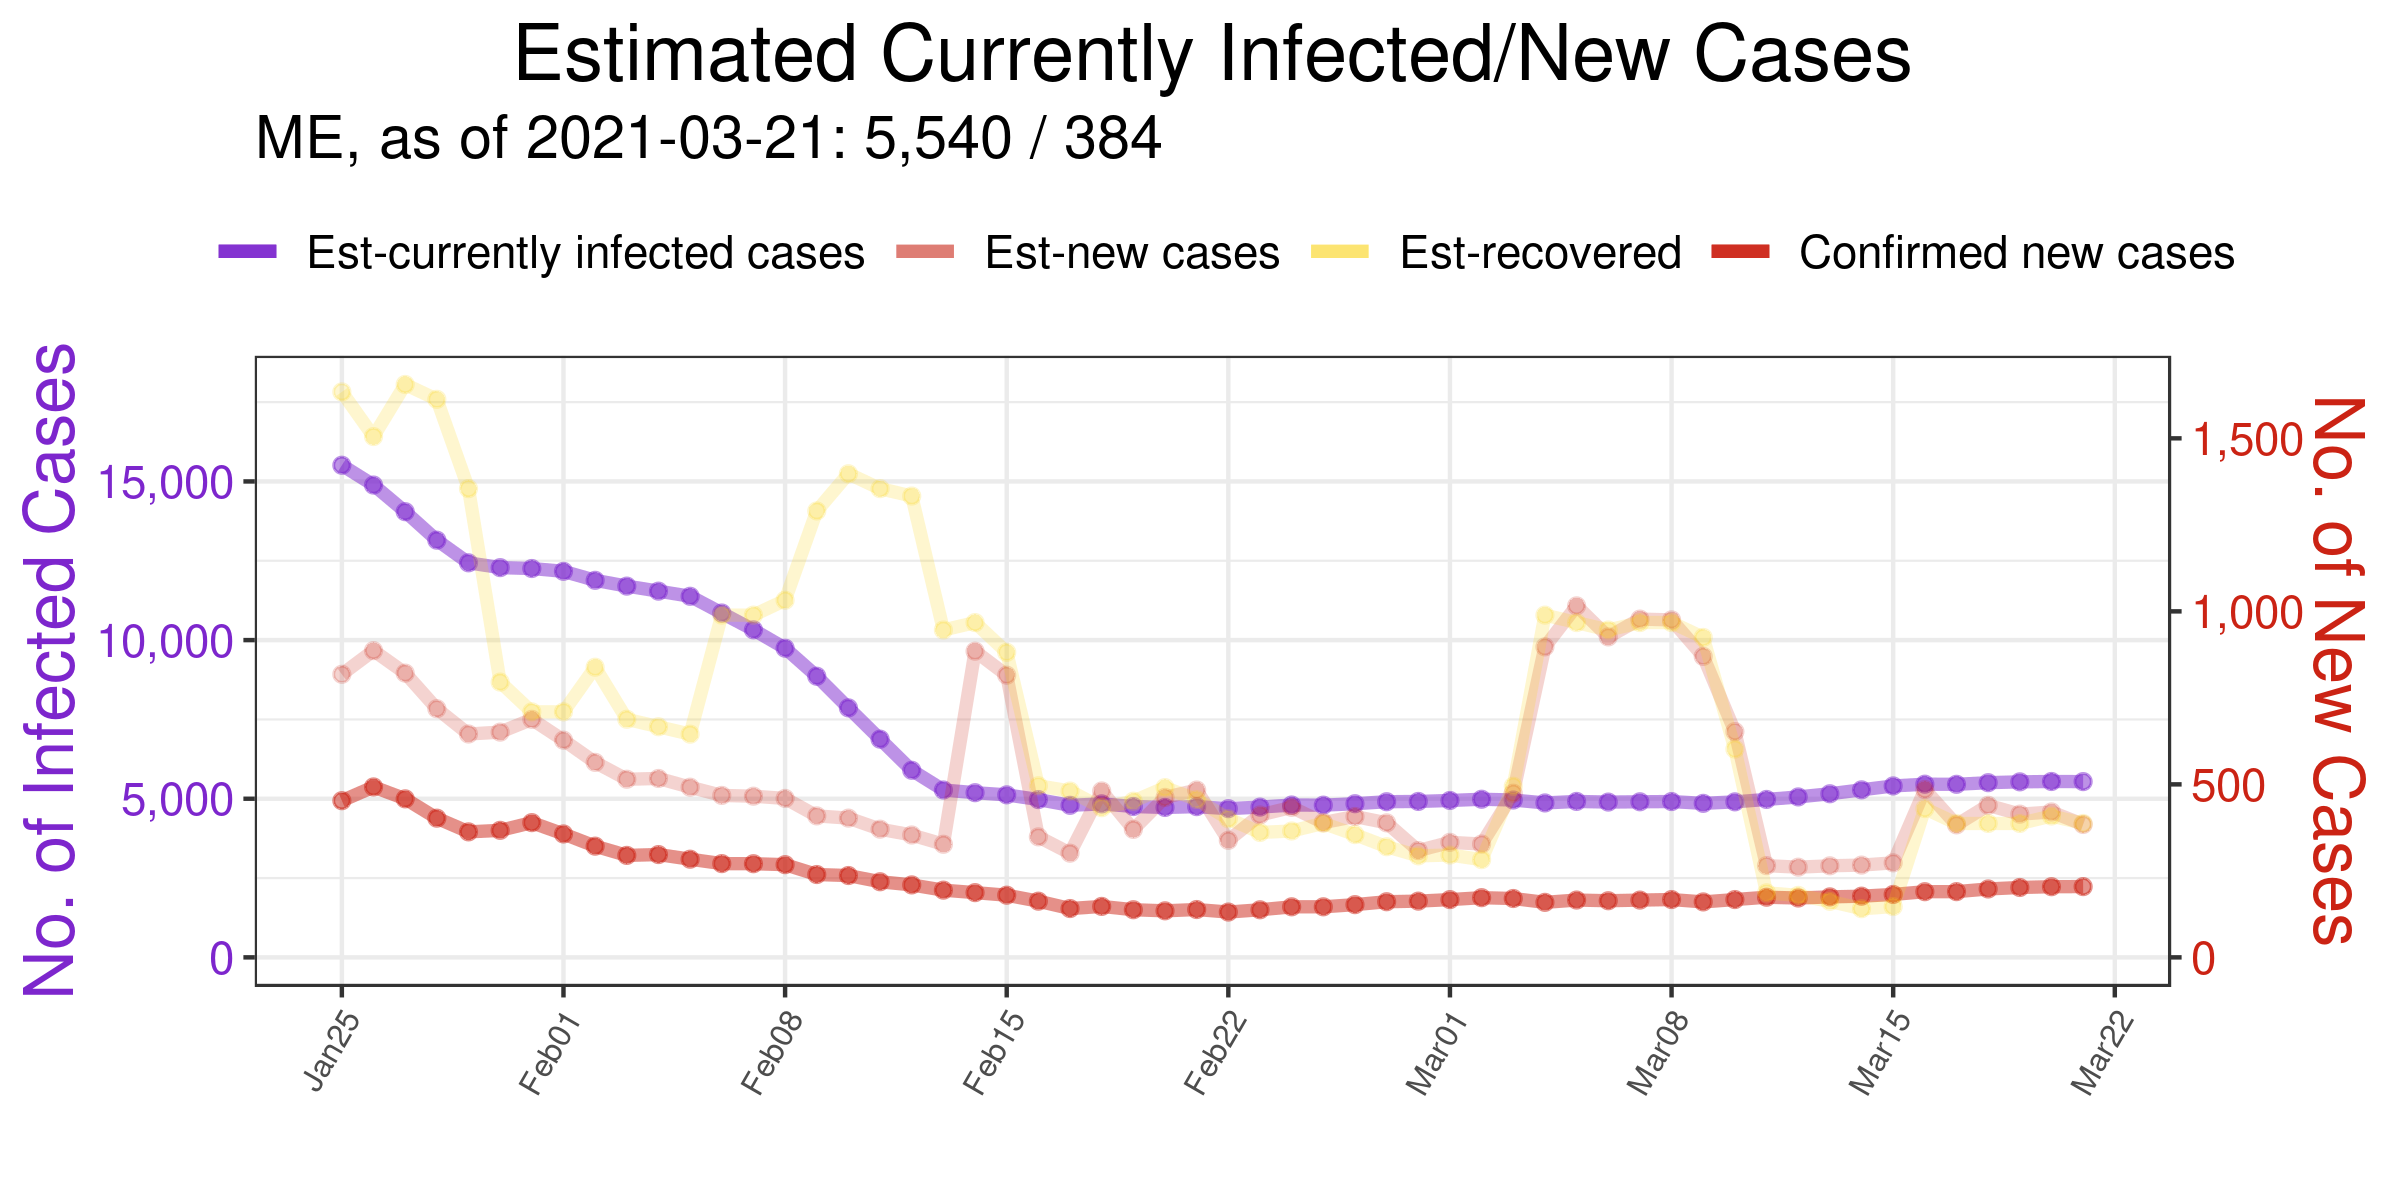 Estimated Currently Infected/New Cases
ME, as of 2021-03-21: 5,540 / 384
Est-currently infected cases Est-new cases Est-recovered Confirmed new cases
No. of Infected Cases
15,000
10,000
5,000
0
1,500
1,000
500
0
No. of New Cases
Jan25 Feb01 Feb08 Feb15 Feb22 Mar01 Mar08 Mar15 Mar22